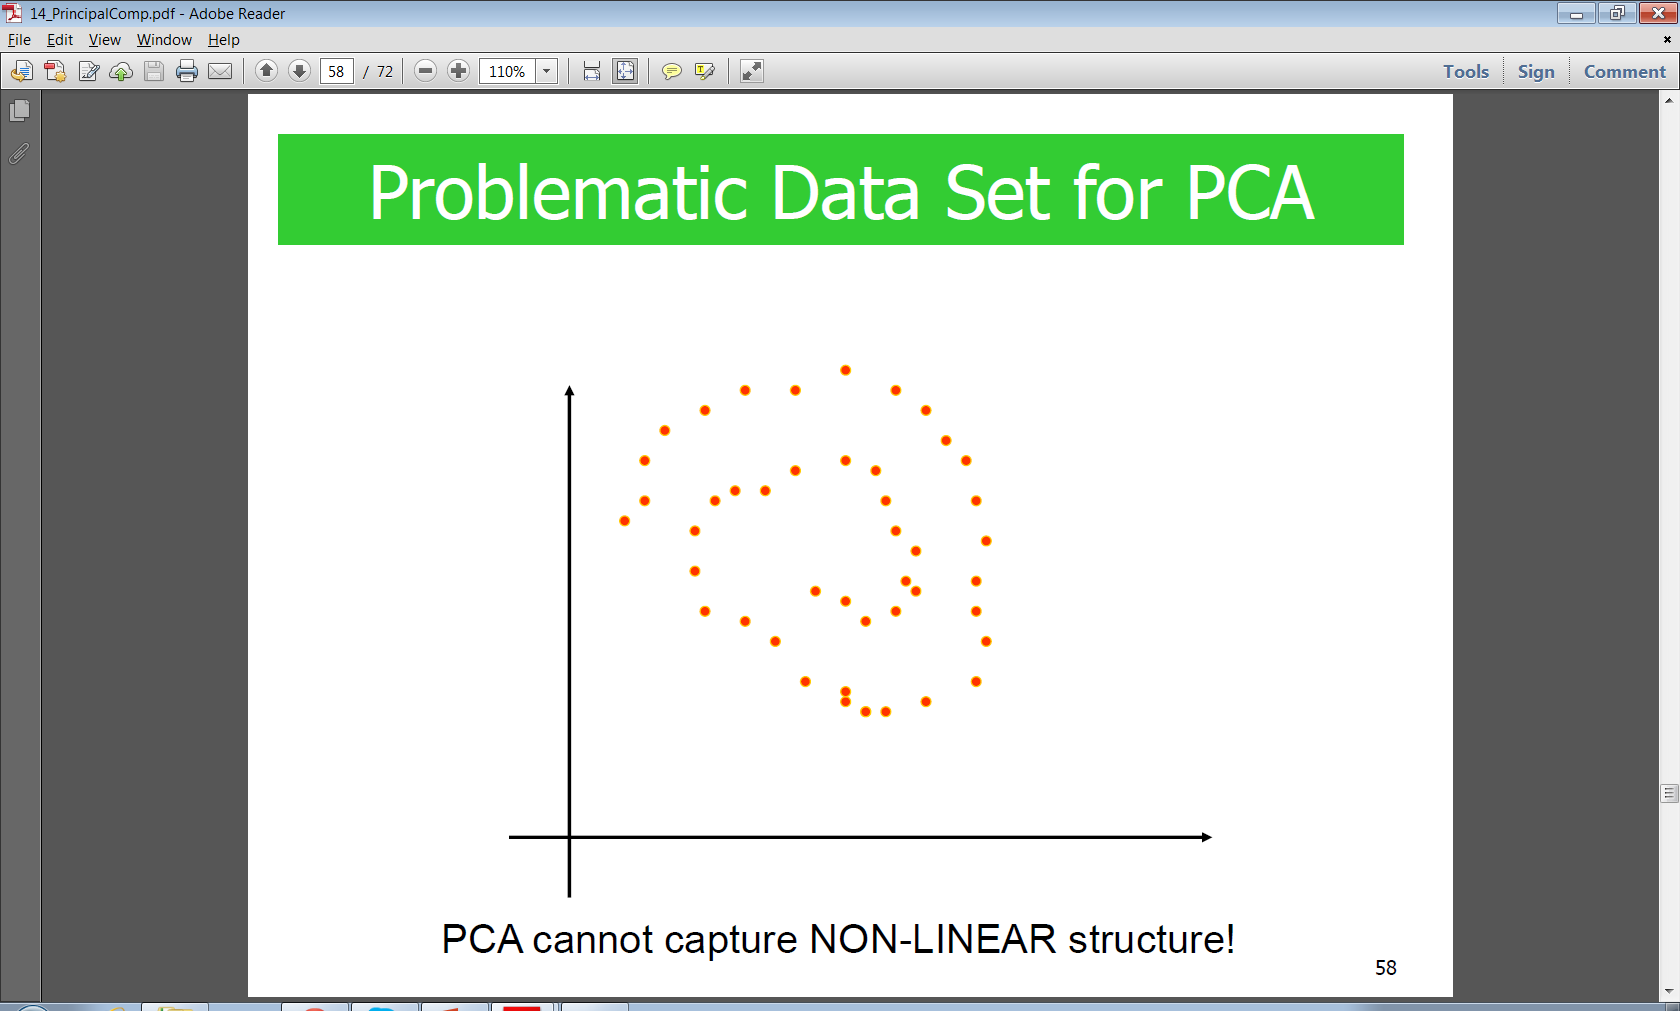 14_PrincipalComp.pdf - Adobe Reader
File Edit View Window Help
58 / 72 110% Tools Sign Comment
Problematic Data Set for PCA
PCA cannot capture NON-LINEAR structure!
58